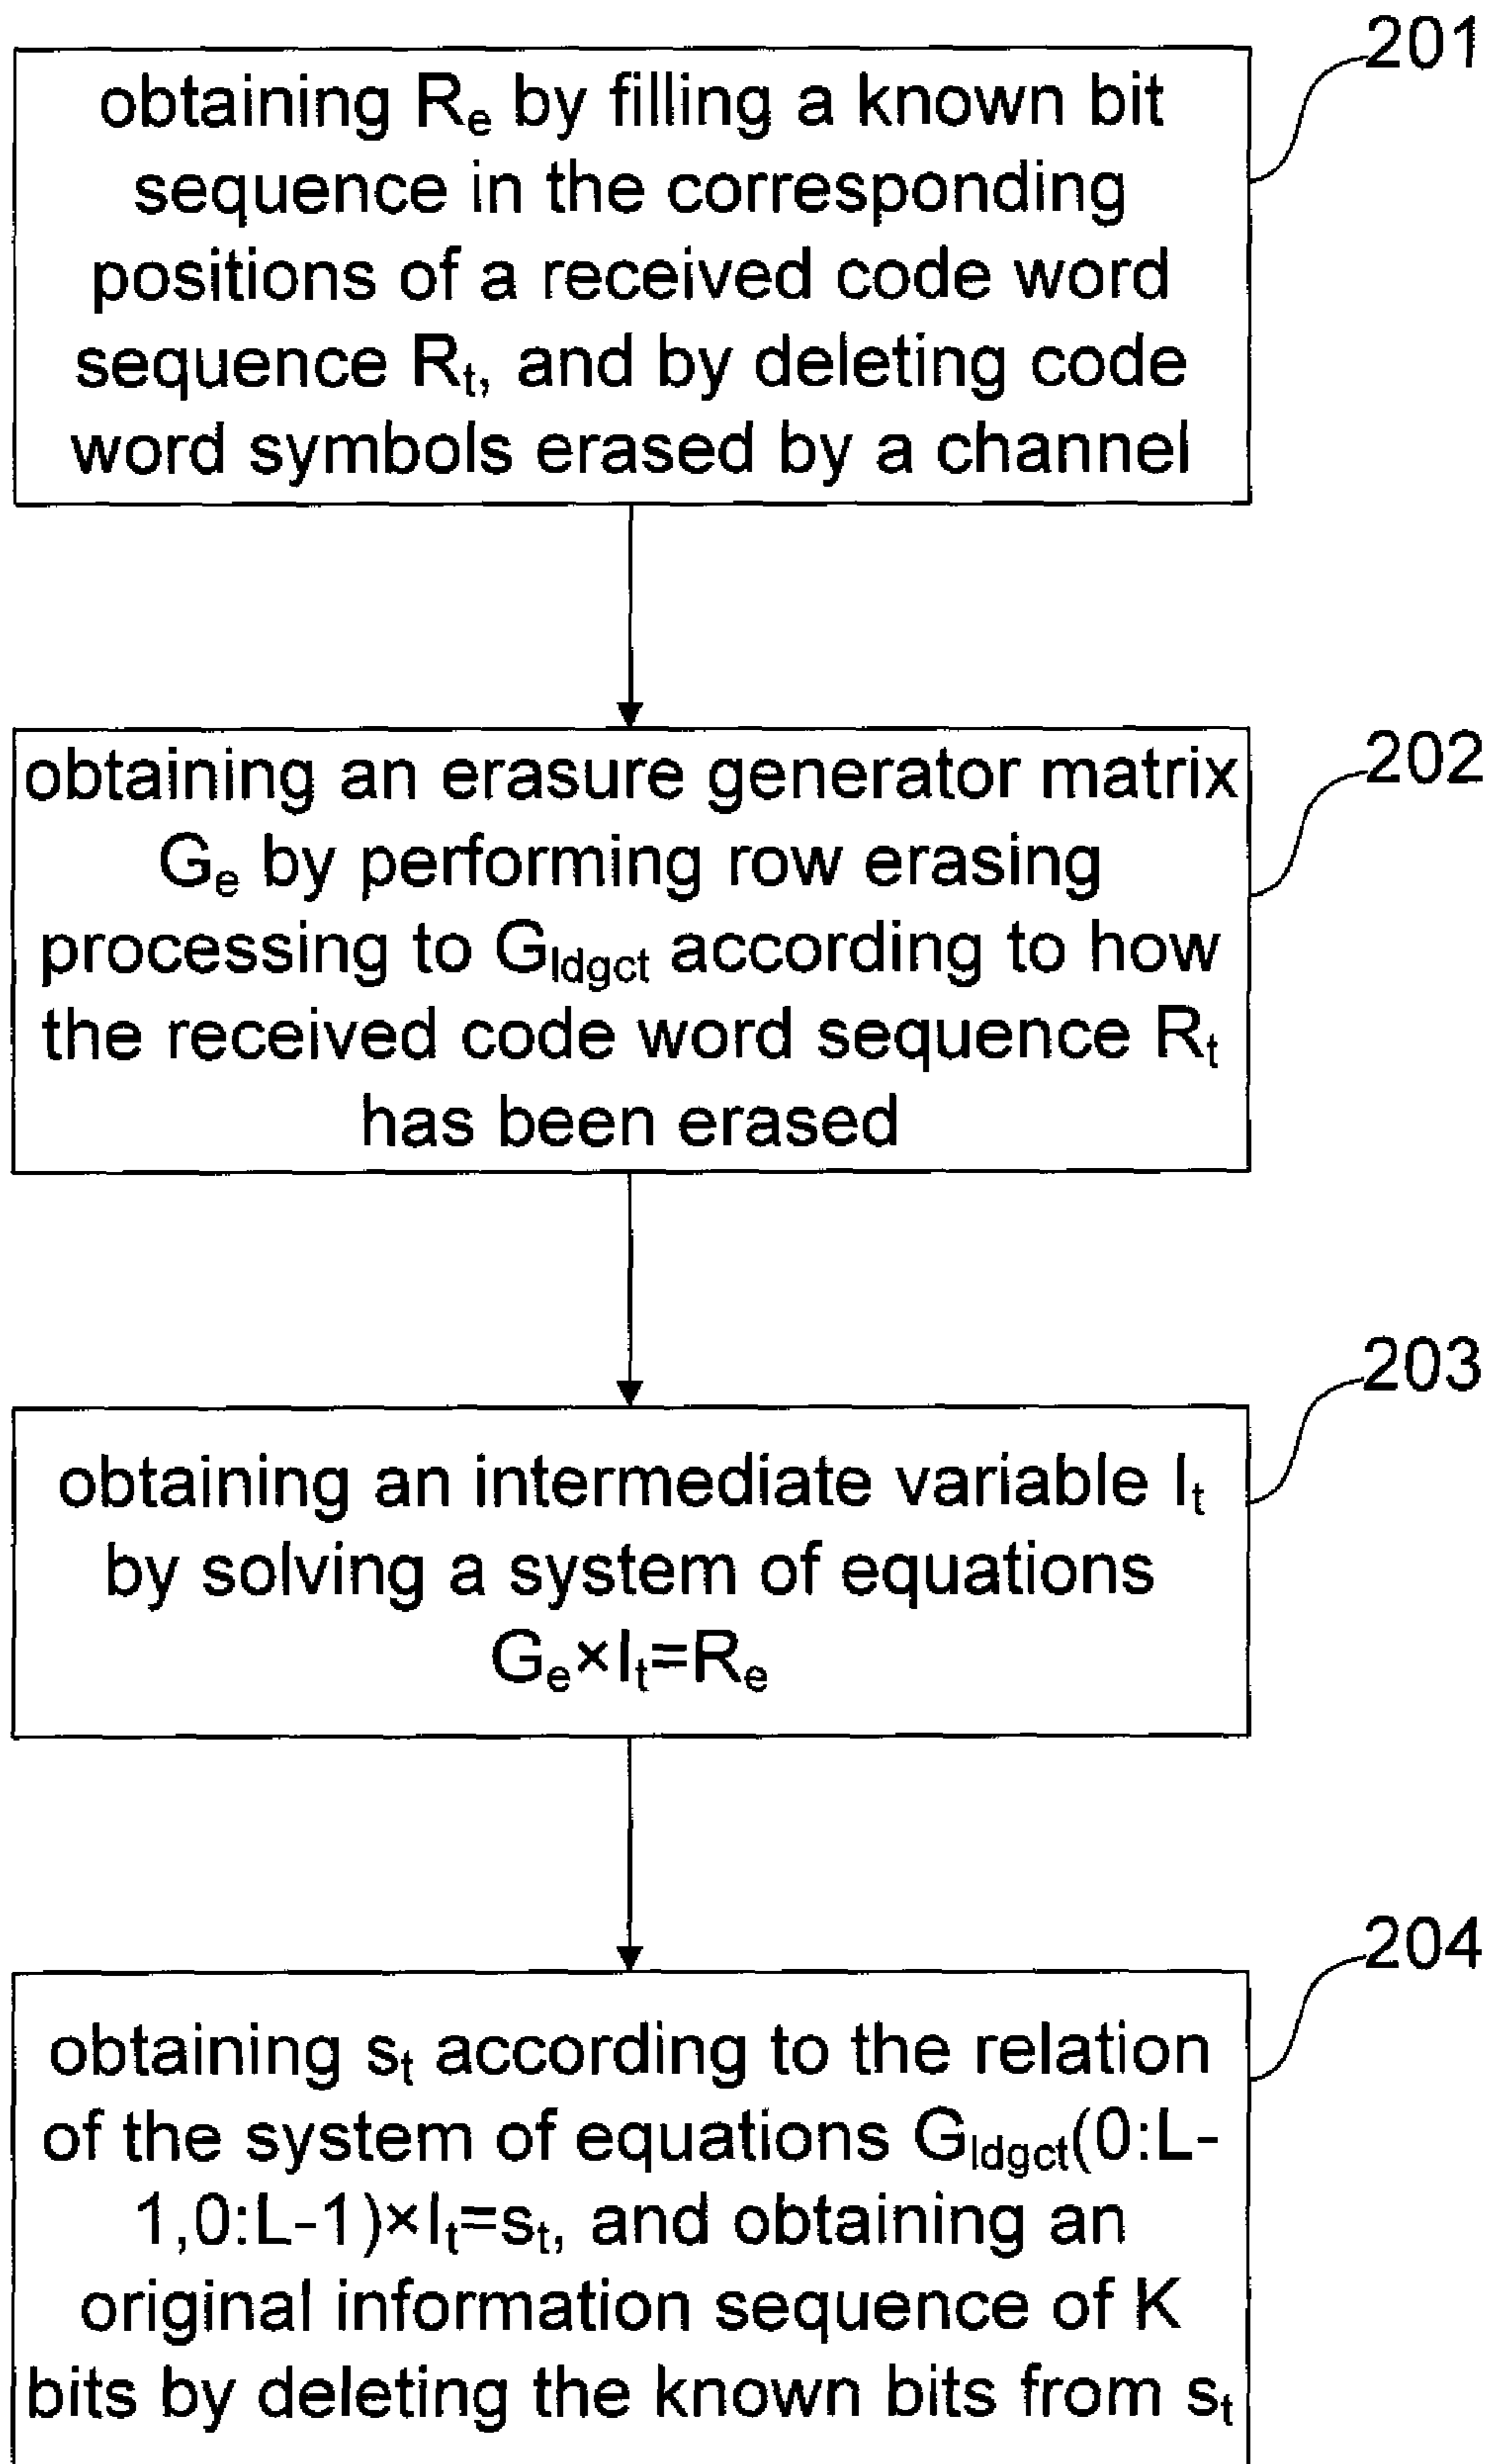 201
obtaining Re by filling a known bit
sequence in the corresponding
positions of a received code word
sequence Rt, and by deleting code
word symbols erased by a channel
202
obtaining an erasure generator matrix
Ge by performing row erasing
processing to Gldgct according to how
the received code word sequence Rt
has been erased
203
obtaining an intermediate variable It
by solving a system of equations
Ge×It=Re
204
obtaining st according to the relation
of the system of equations Gldgct(0:L-
1,0:L-1)×It=st, and obtaining an
original information sequence of K
bits by deleting the known bits from st